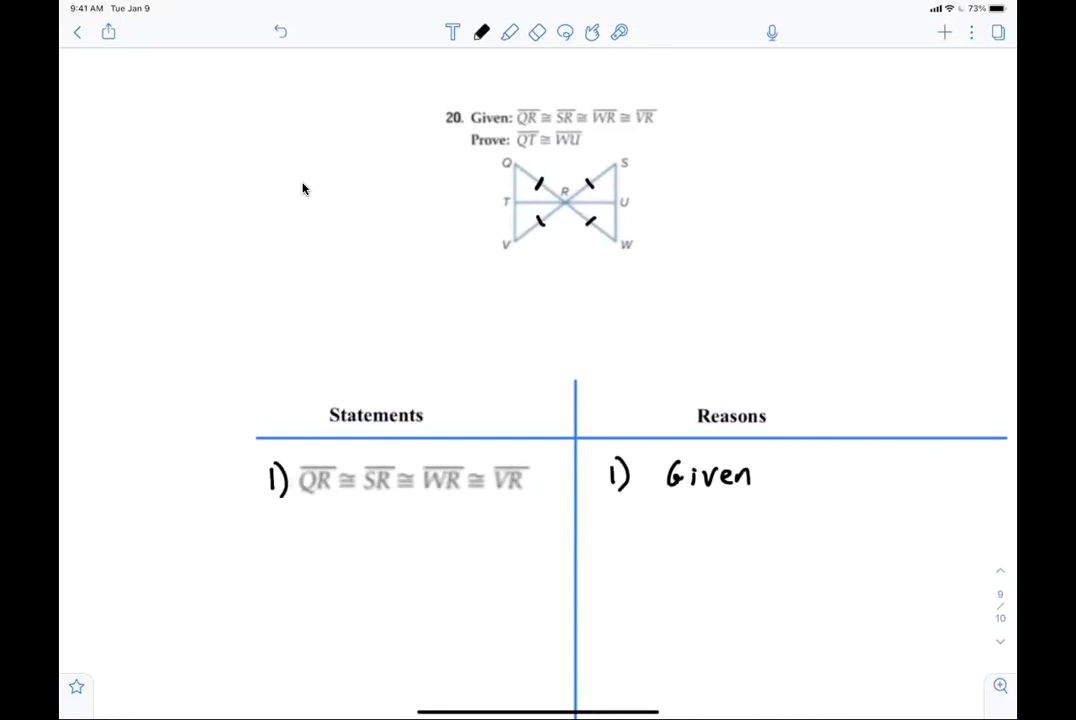 9:41 AM Tue Jan 9
73%
20. Given: QR ≅ SR ≅ WR ≅ VR
Prove: QT ≅ WU
Q
S
R
T
U
V
W
Statements
Reasons
1) QR ≅ SR ≅ WR ≅ VR
1) Given
9
/
10